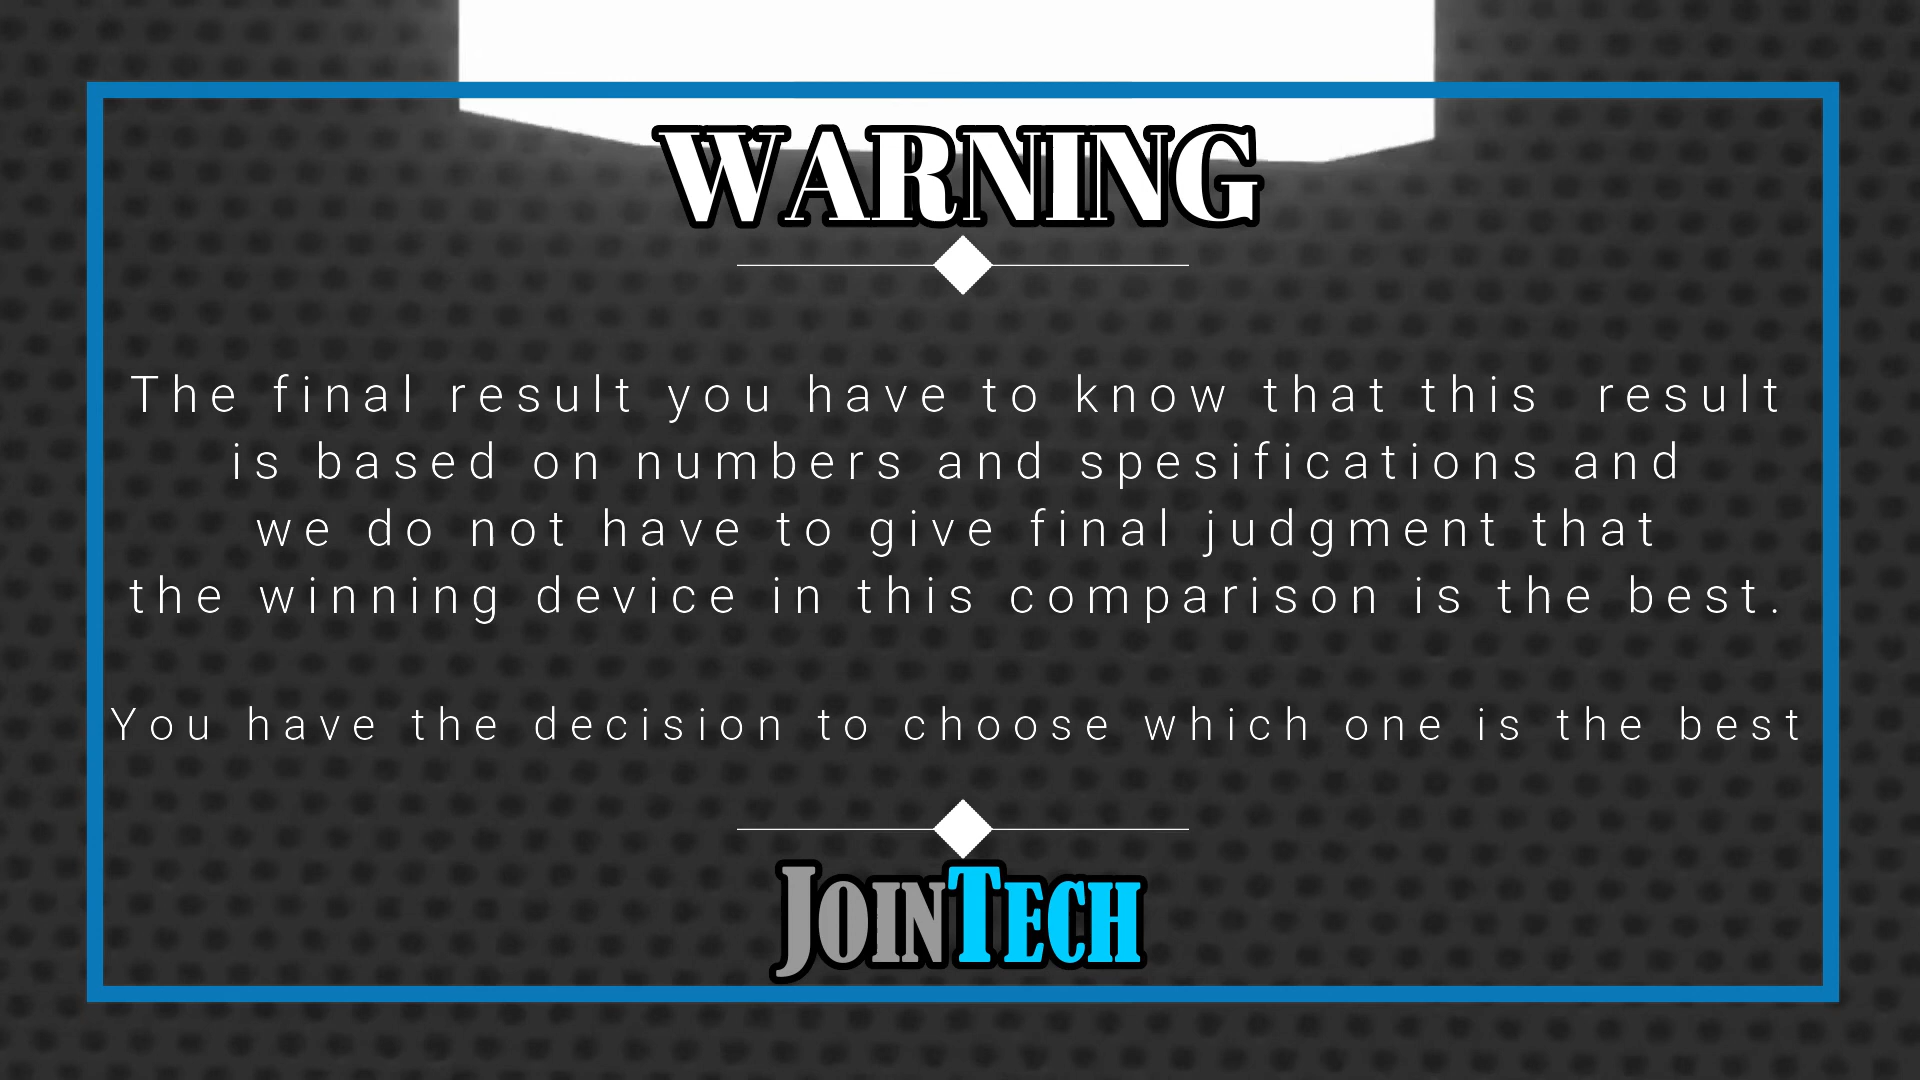 WARNING
The final result you have to know that this result
is based on numbers and spesifications and
we do not have to give final judgment that
the winning device in this comparison is the best.
You have the decision to choose which one is the best
JOINTECH